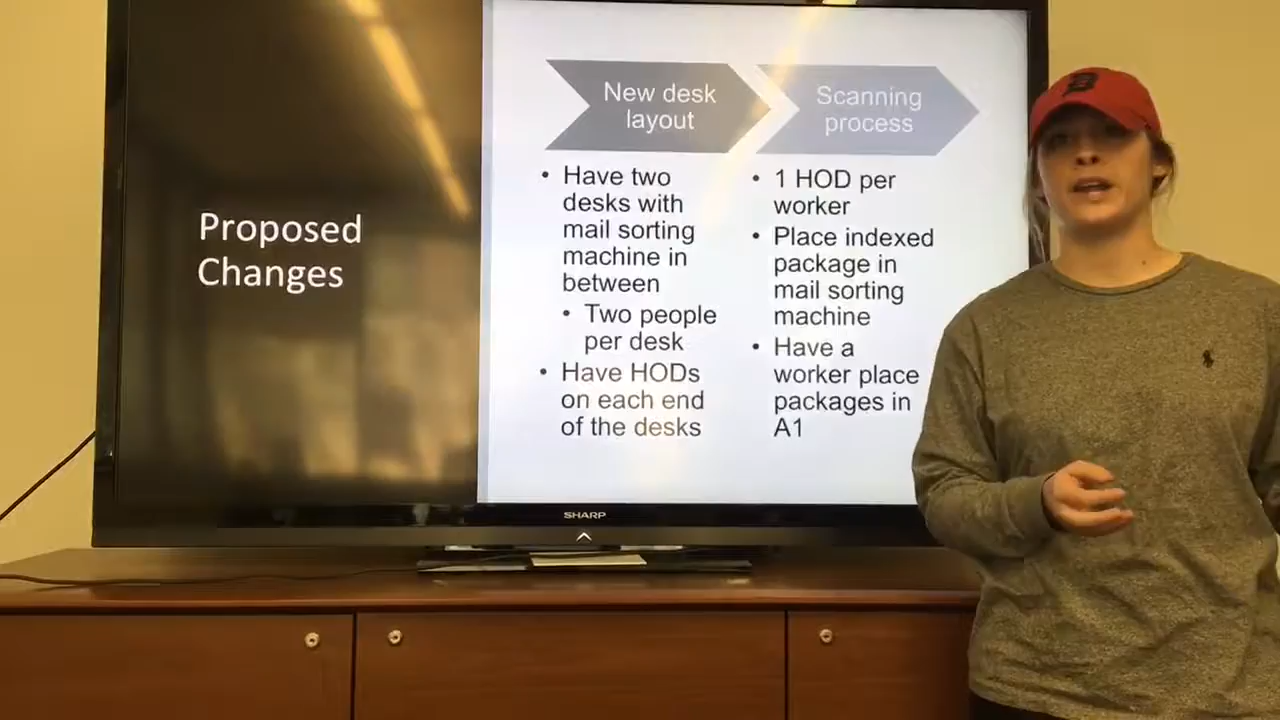 Proposed
Changes
New desk
layout
• Have two
desks with
mail sorting
machine in
between
• Two people
per desk
• Have HODs
on each end
of the desks
Scanning
process
• 1 HOD per
worker
• Place indexed
package in
mail sorting
machine
• Have a
worker place
packages in
A1
SHARP
B